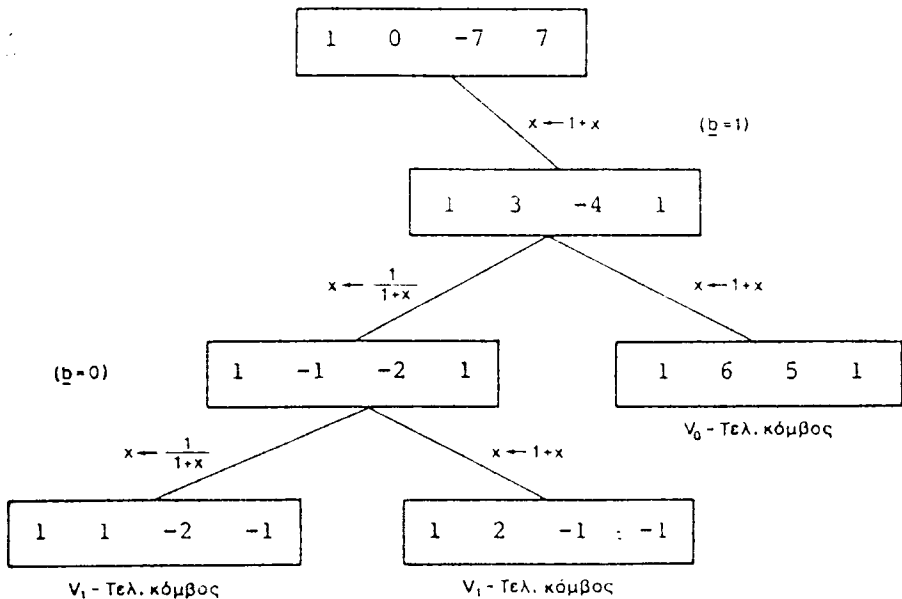 1 0 -7 7
x ← 1+x (b=1)
1 3 -4 1
x ← 1/(1+x) x ← 1+x
(b=0) 1 -1 -2 1 1 6 5 1
V₀ - Τελ. κόμβος
x ← 1/(1+x) x ← 1+x
1 1 -2 -1 1 2 -1 -1
V₁ - Τελ. κόμβος V₁ - Τελ. κόμβος